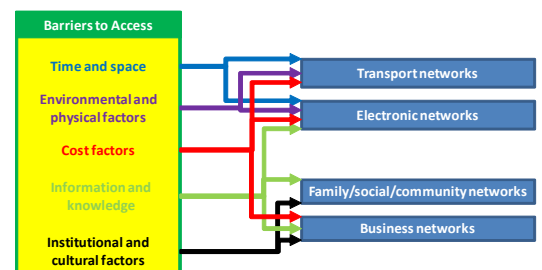 Barriers to Access
Time and space
Environmental and
physical factors
Cost factors
Information and
knowledge
Institutional and
cultural factors
Transport networks
Electronic networks
Family/social/community networks
Business networks